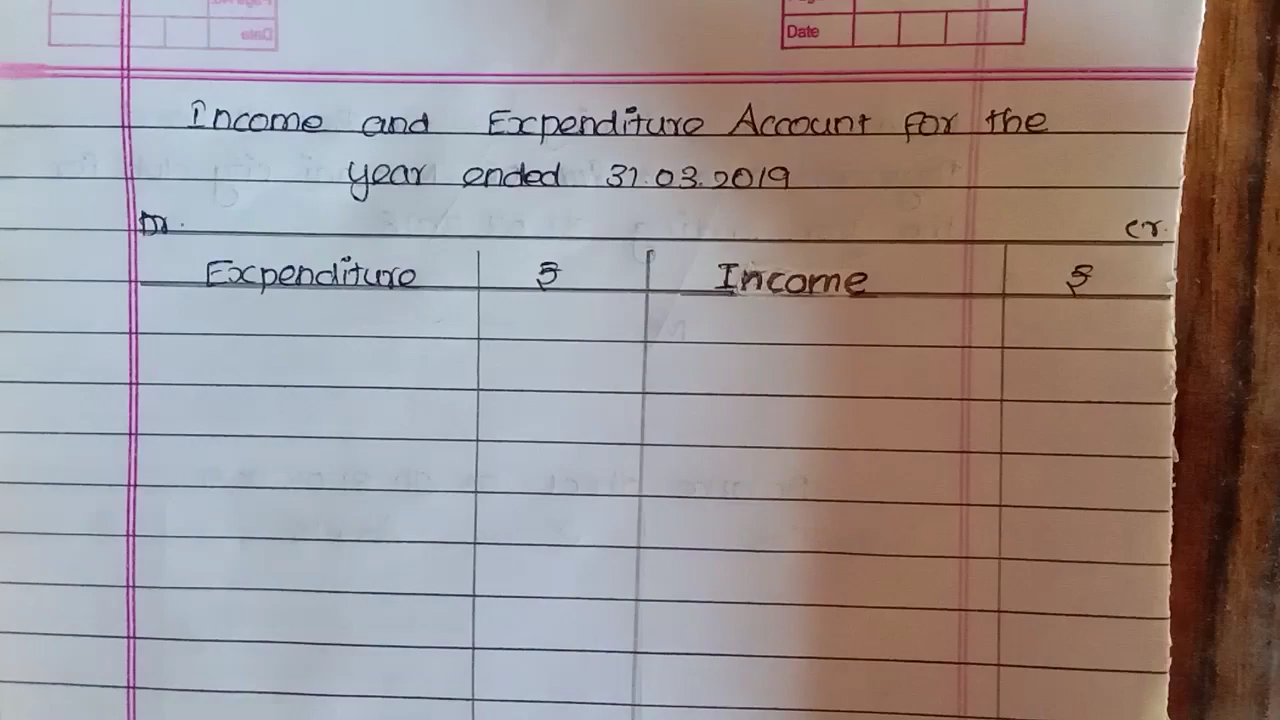 Date
Income and Expenditure Account for the
year ended 31.03.2019
Dr. Cr.
Expenditure ₹ Income ₹